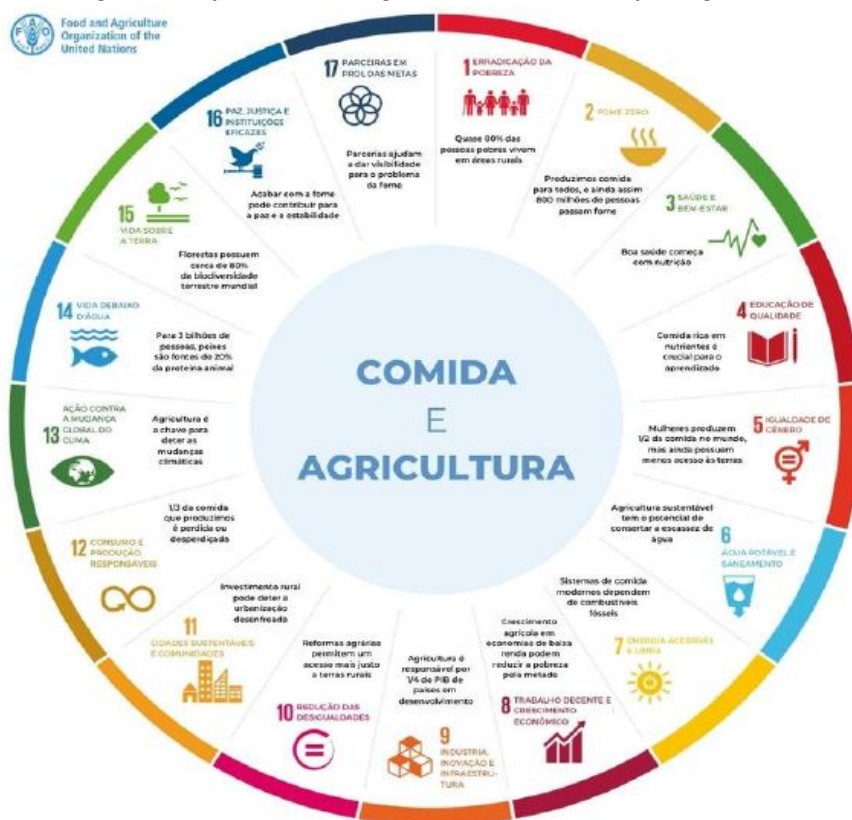 Food and Agriculture
Organization of the
United Nations
1 ERRADICAÇÃO DA
POBREZA
Quase 80% das
pessoas pobres vivem
em áreas rurais
2 FOME ZERO
Produzimos comida
para todos, e ainda assim
800 milhões de pessoas
passam fome
3 SAÚDE E
BEM-ESTAR
Boa saúde começa
com nutrição
4 EDUCAÇÃO DE
QUALIDADE
Comida rica em
nutrientes é
crucial para o
aprendizado
5 IGUALDADE DE
GÊNERO
Mulheres produzem
1/2 da comida no mundo,
mas ainda possuem
menos acesso às terras
6
ÁGUA POTÁVEL E
SANEAMENTO
Agricultura sustentável
tem o potencial de
consertar a escassez de
água
7 ENERGIA ACESSÍVEL
E LIMPA
Sistemas de comida
modernos dependem
de combustíveis
fósseis
8 TRABALHO DECENTE E
CRESCIMENTO
ECONÔMICO
Crescimento
agrícola em
economias de baixa
renda podem
reduzir a pobreza
pela metade
9
INDÚSTRIA,
INOVAÇÃO E
INFRAESTRU-
TURA
Agricultura é
responsável por
1/4 do PIB de
países em
desenvolvimento
10 REDUÇÃO DAS
DESIGUALDADES
Reformas agrárias
permitem um
acesso mais justo
a terras rurais
11
CIDADES SUSTENTÁVEIS
E COMUNIDADES
Investimento rural
pode deter a
urbanização
desenfreada
12 CONSUMO E
PRODUÇÃO
RESPONSÁVEIS
1/3 da comida
que produzimos
é perdida ou
desperdiçada
13 AÇÃO CONTRA
A MUDANÇA
GLOBAL DO
CLIMA
Agricultura é
a chave para
deter as
mudanças
climáticas
14 VIDA DEBAIXO
D'ÁGUA
Para 3 bilhões de
pessoas, peixes
são fontes de 20%
da proteína animal
15
VIDA SOBRE
A TERRA
Florestas possuem
cerca de 80%
da biodiversidade
terrestre mundial
16 PAZ, JUSTIÇA E
INSTITUIÇÕES
EFICAZES
Acabar com a fome
pode contribuir para
a paz e a estabilidade
17 PARCEIRAS EM
PROL DAS METAS
Parcerias ajudam
a dar visibilidade
para o problema
da fome
COMIDA
E
AGRICULTURA